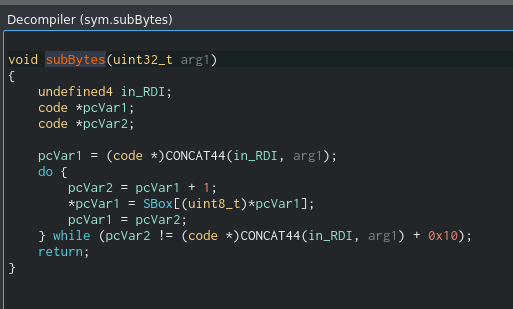 Decompiler (sym.subBytes)
void subBytes(uint32_t arg1)
{
    undefined4 in_RDI;
    code *pcVar1;
    code *pcVar2;

    pcVar1 = (code *)CONCAT44(in_RDI, arg1);
    do {
        pcVar2 = pcVar1 + 1;
        *pcVar1 = SBox[(uint8_t)*pcVar1];
        pcVar1 = pcVar2;
    } while (pcVar2 != (code *)CONCAT44(in_RDI, arg1) + 0x10);
    return;
}